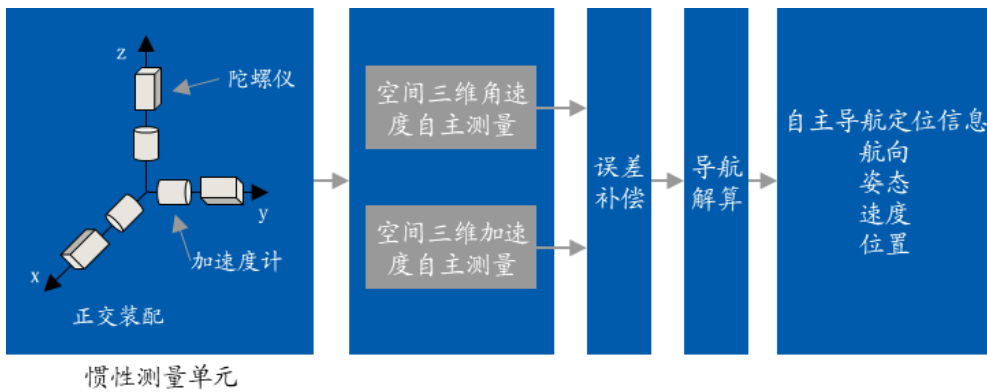 z
陀螺仪
y
加速度计
x
正交装配
惯性测量单元
空间三维角速
度自主测量
空间三维加速
度自主测量
误差
补偿
导航
解算
自主导航定位信息
航向
姿态
速度
位置